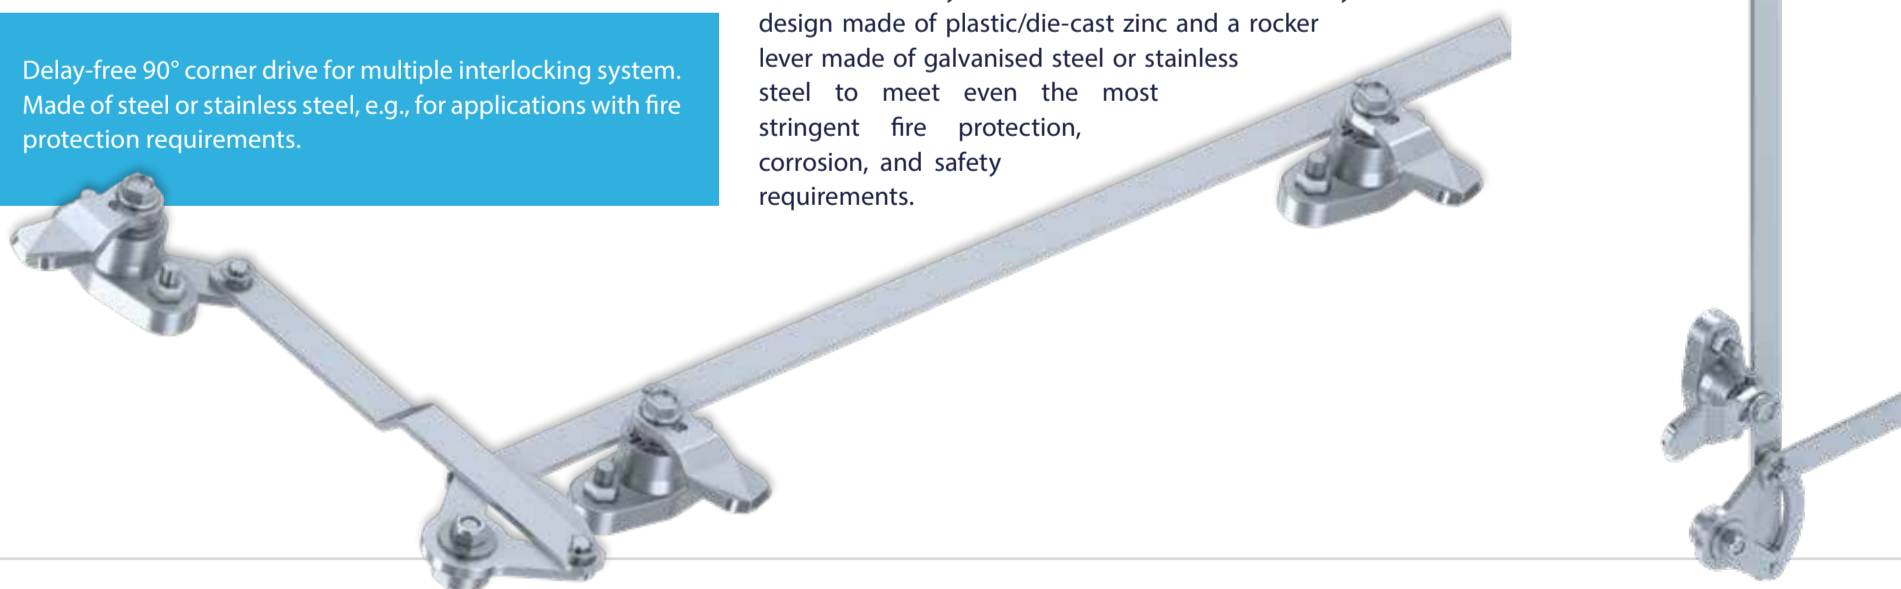 Delay-free 90° corner drive for multiple interlocking system.
Made of steel or stainless steel, e.g., for applications with fire
protection requirements.
design made of plastic/die-cast zinc and a rocker
lever made of galvanised steel or stainless
steel to meet even the most
stringent fire protection,
corrosion, and safety
requirements.